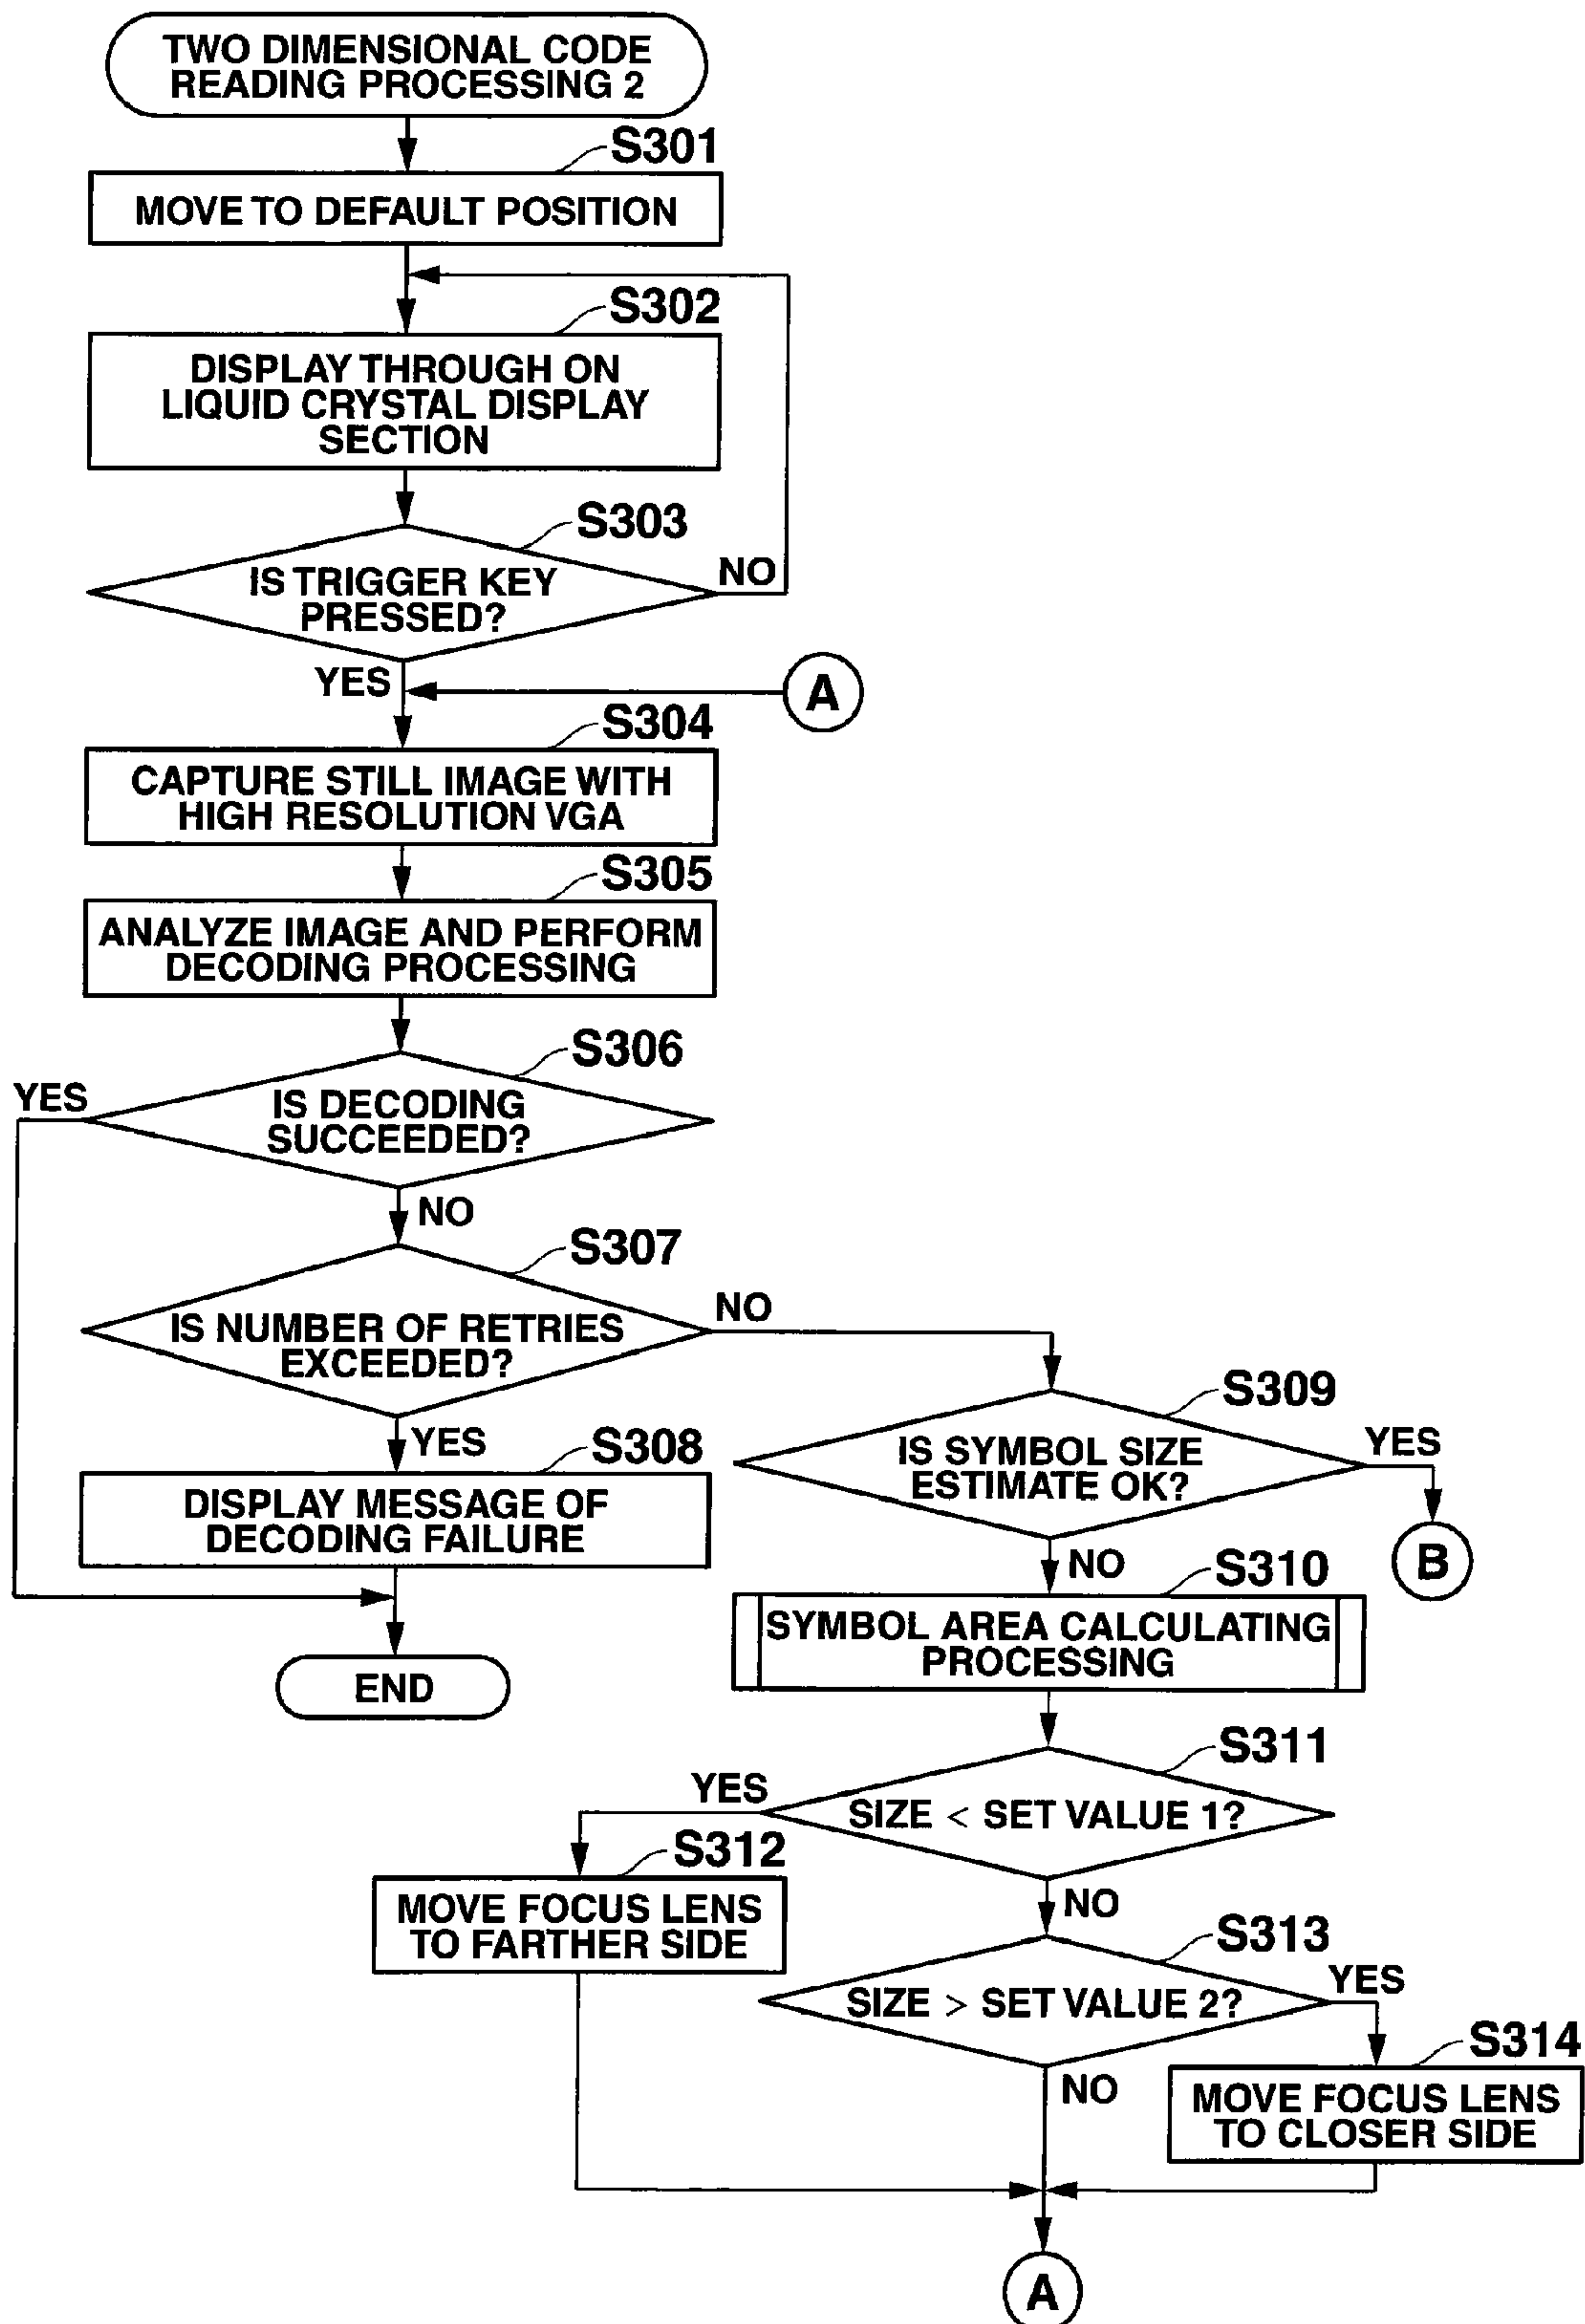 TWO DIMENSIONAL CODE
READING PROCESSING 2
S301
MOVE TO DEFAULT POSITION
S302
DISPLAY THROUGH ON
LIQUID CRYSTAL DISPLAY
SECTION
S303
IS TRIGGER KEY
PRESSED?
NO
YES
A
S304
CAPTURE STILL IMAGE WITH
HIGH RESOLUTION VGA
S305
ANALYZE IMAGE AND PERFORM
DECODING PROCESSING
S306
YES
IS DECODING
SUCCEEDED?
NO
S307
IS NUMBER OF RETRIES
EXCEEDED?
NO
YES
S308
DISPLAY MESSAGE OF
DECODING FAILURE
END
S309
IS SYMBOL SIZE
ESTIMATE OK?
YES
B
NO
S310
SYMBOL AREA CALCULATING
PROCESSING
S311
YES
SIZE < SET VALUE 1?
S312
MOVE FOCUS LENS
TO FARTHER SIDE
NO
S313
SIZE > SET VALUE 2?
YES
S314
MOVE FOCUS LENS
TO CLOSER SIDE
NO
A